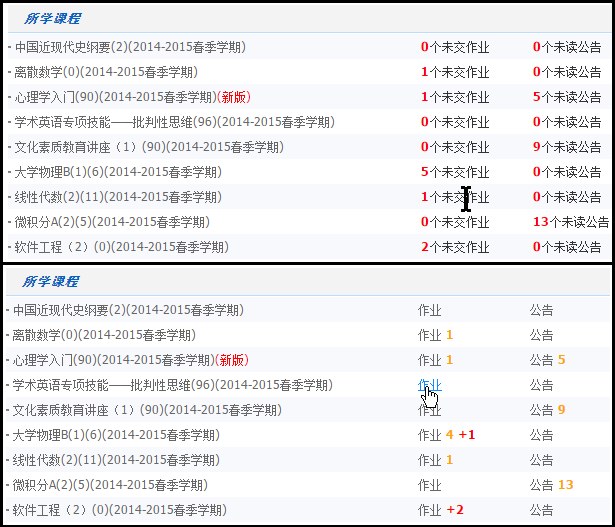 所学课程
- 中国近现代史纲要(2)(2014-2015春季学期) 0个未交作业 0个未读公告
- 离散数学(0)(2014-2015春季学期) 1个未交作业 0个未读公告
- 心理学入门(90)(2014-2015春季学期)(新版) 1个未交作业 5个未读公告
- 学术英语专项技能——批判性思维(96)(2014-2015春季学期) 0个未交作业 0个未读公告
- 文化素质教育讲座（1）(90)(2014-2015春季学期) 0个未交作业 9个未读公告
- 大学物理B(1)(6)(2014-2015春季学期) 5个未交作业 0个未读公告
- 线性代数(2)(11)(2014-2015春季学期) 1个未交作业 0个未读公告
- 微积分A(2)(5)(2014-2015春季学期) 0个未交作业 13个未读公告
- 软件工程（2）(0)(2014-2015春季学期) 2个未交作业 0个未读公告
所学课程
- 中国近现代史纲要(2)(2014-2015春季学期) 作业 公告
- 离散数学(0)(2014-2015春季学期) 作业 1 公告
- 心理学入门(90)(2014-2015春季学期)(新版) 作业 1 公告 5
- 学术英语专项技能——批判性思维(96)(2014-2015春季学期) 作业 公告
- 文化素质教育讲座（1）(90)(2014-2015春季学期) 作业 公告 9
- 大学物理B(1)(6)(2014-2015春季学期) 作业 4 +1 公告
- 线性代数(2)(11)(2014-2015春季学期) 作业 1 公告
- 微积分A(2)(5)(2014-2015春季学期) 作业 公告 13
- 软件工程（2）(0)(2014-2015春季学期) 作业 +2 公告